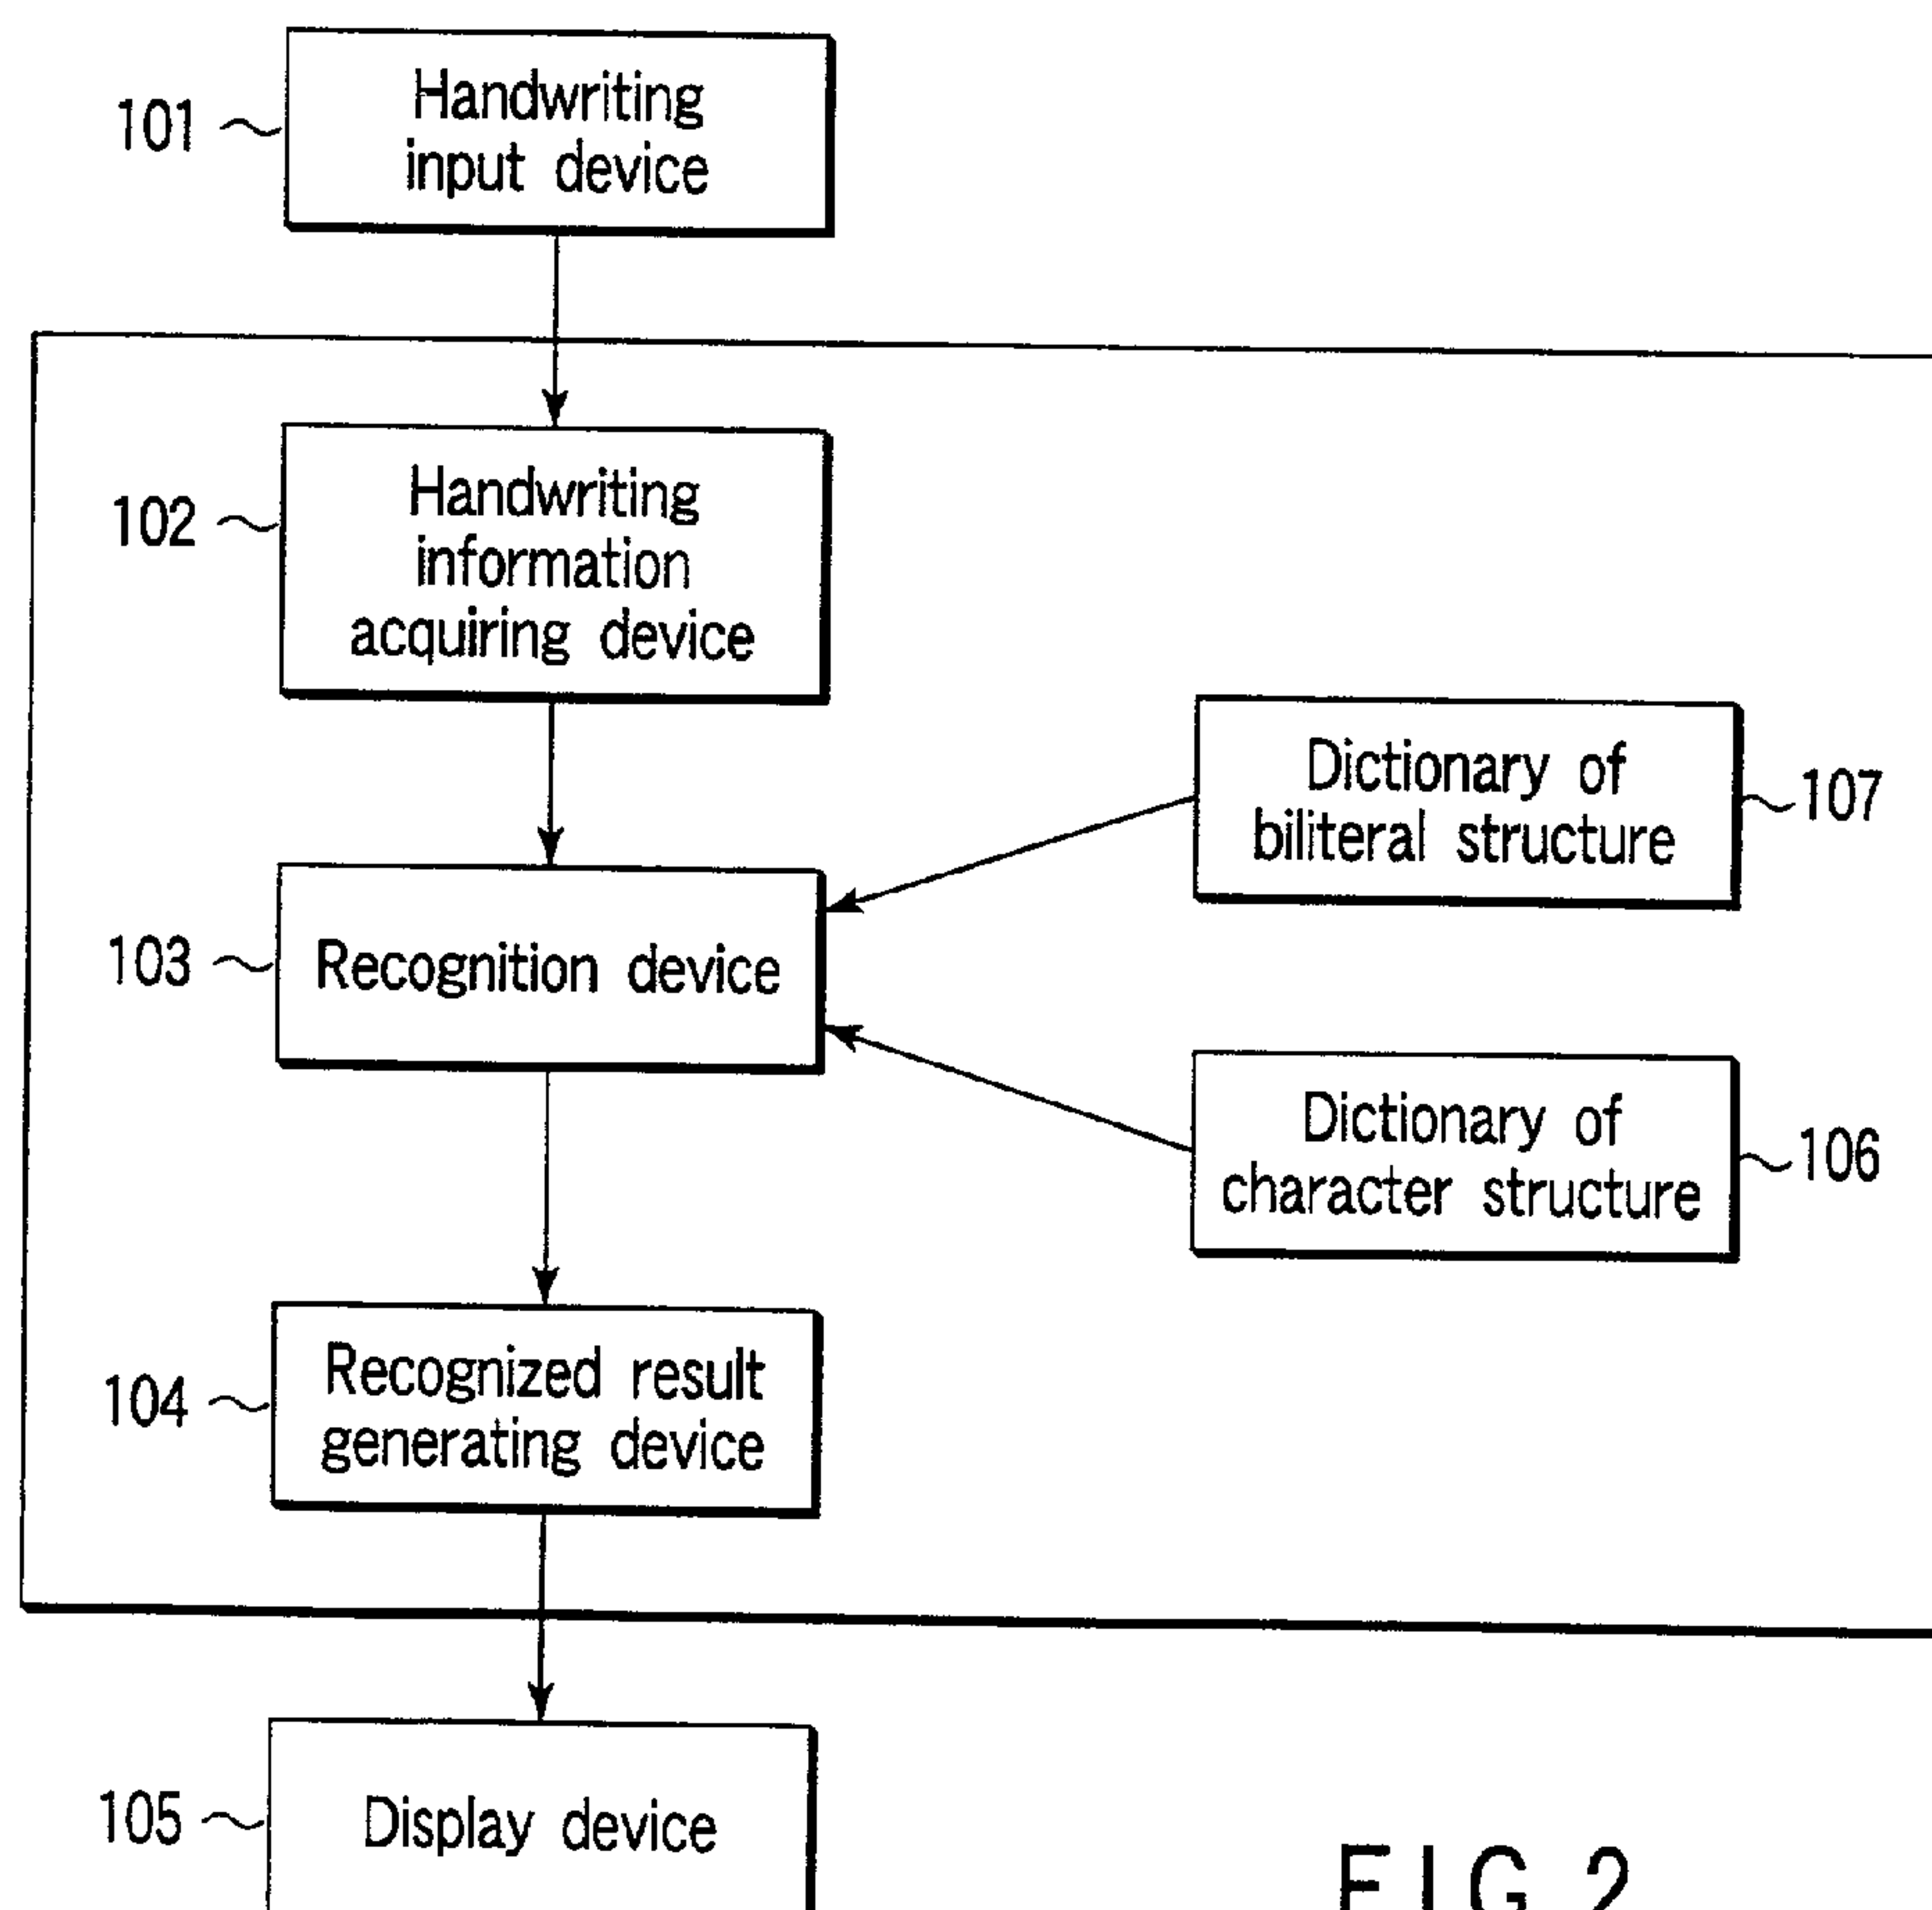 101
Handwriting
input device
102
Handwriting
information
acquiring device
Dictionary of
biliteral structure
107
103
Recognition device
Dictionary of
character structure
106
104
Recognized result
generating device
105
Display device
FIG. 2